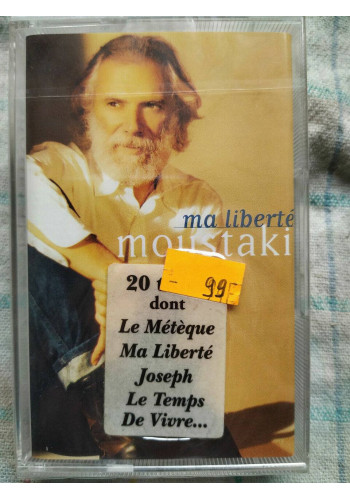 ma liberté
moustaki
99F
20
dont
Le Métèque
Ma Liberté
Joseph
Le Temps
De Vivre...